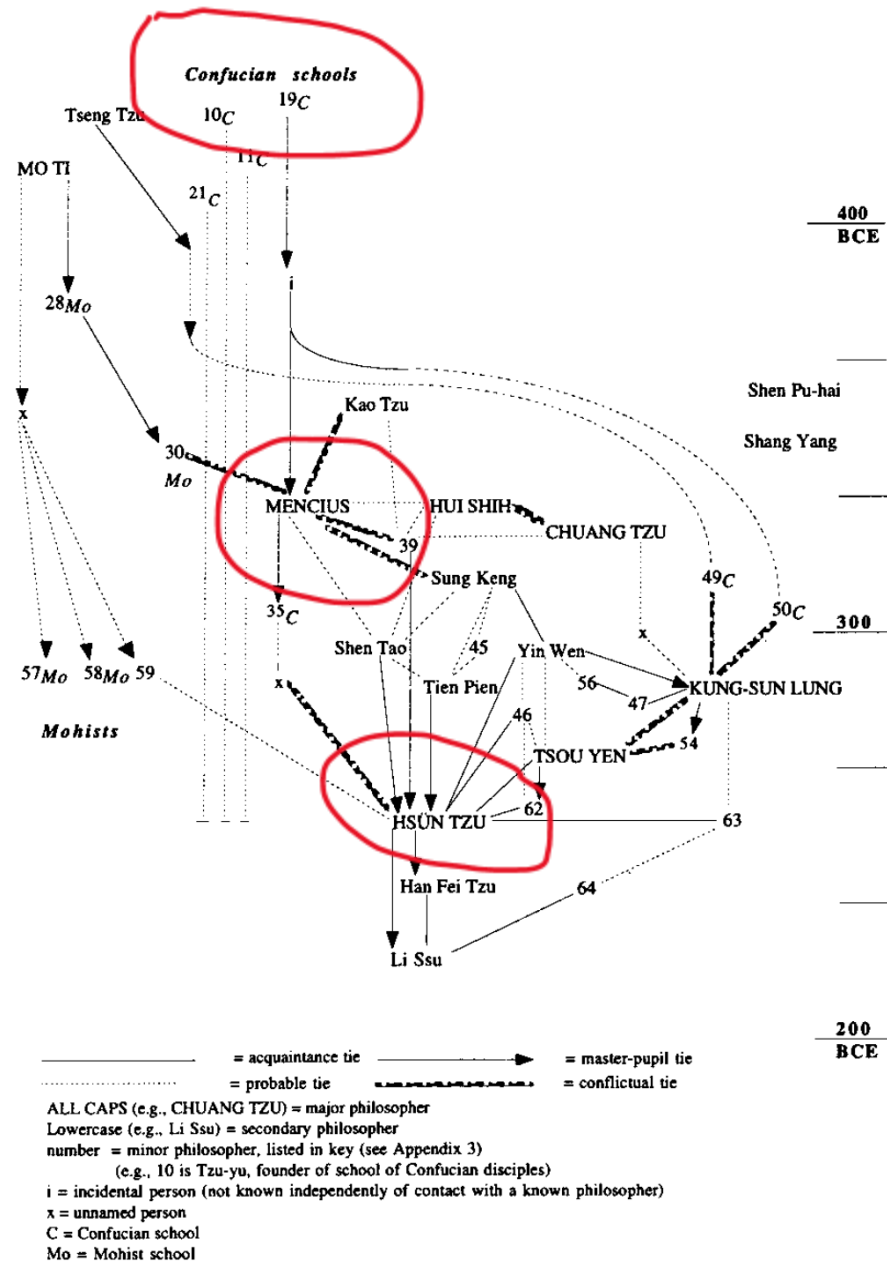 Confucian schools
Tseng Tzu 10C 19C
11C
MO TI
21C
400
BCE
i
28Mo
Shen Pu-hai
Kao Tzu
x
Shang Yang
30
Mo
MENCIUS HUI SHIH
CHUANG TZU
39
Sung Keng 49C
35C 50C
300
x
Shen Tao 45 Yin Wen
57Mo 58Mo 59 56
x Tien Pien 47 KUNG-SUN LUNG
46
Mohists 54
TSOU YEN
62
HSÜN TZU 63
Han Fei Tzu 64
Li Ssu
200
BCE
= acquaintance tie = master-pupil tie
= probable tie = conflictual tie
ALL CAPS (e.g., CHUANG TZU) = major philosopher
Lowercase (e.g., Li Ssu) = secondary philosopher
number = minor philosopher, listed in key (see Appendix 3)
(e.g., 10 is Tzu-yu, founder of school of Confucian disciples)
i = incidental person (not known independently of contact with a known philosopher)
x = unnamed person
C = Confucian school
Mo = Mohist school